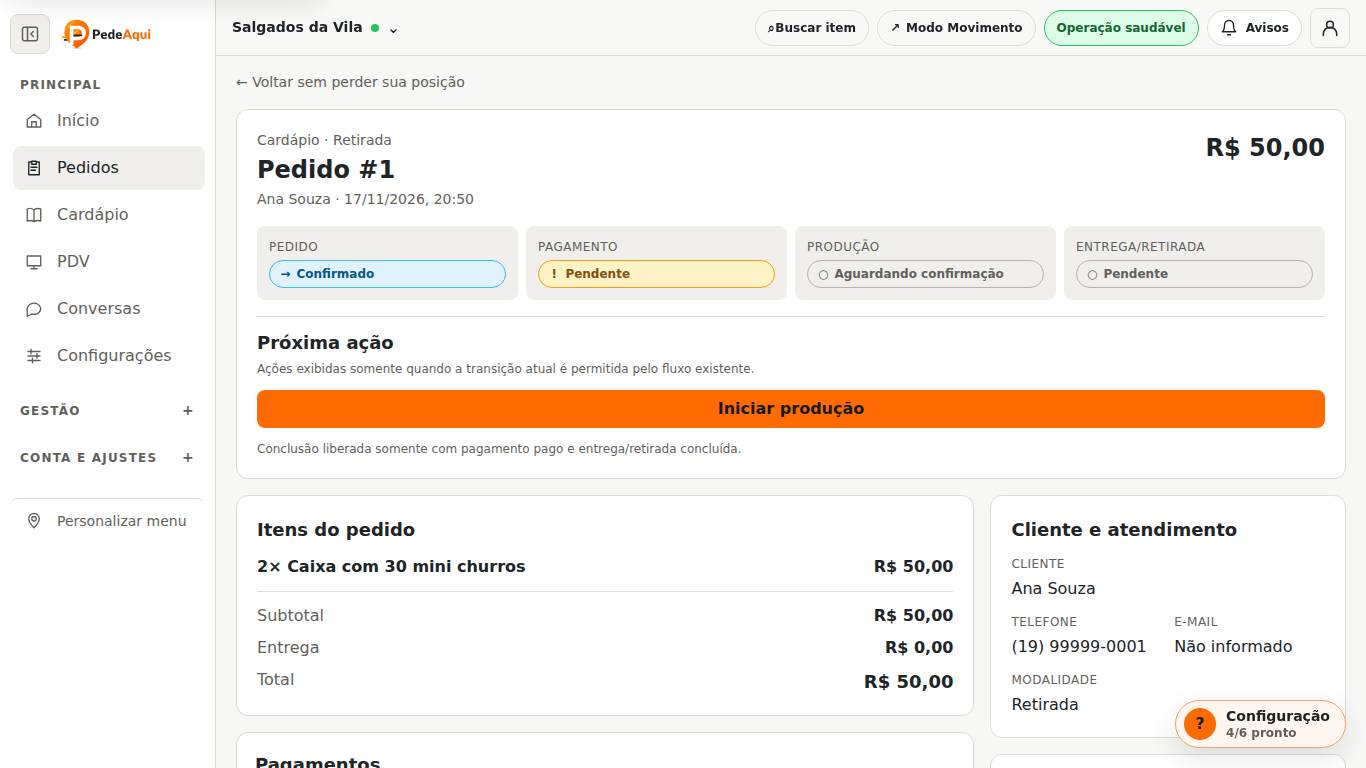 PedeAqui
PRINCIPAL
Início
Pedidos
Cardápio
PDV
Conversas
Configurações
GESTÃO +
CONTA E AJUSTES +
Personalizar menu
Salgados da Vila
Buscar item
↗ Modo Movimento
Operação saudável
Avisos
← Voltar sem perder sua posição
Cardápio · Retirada
Pedido #1
Ana Souza · 17/11/2026, 20:50
R$ 50,00
PEDIDO
→ Confirmado
PAGAMENTO
! Pendente
PRODUÇÃO
○ Aguardando confirmação
ENTREGA/RETIRADA
○ Pendente
Próxima ação
Ações exibidas somente quando a transição atual é permitida pelo fluxo existente.
Iniciar produção
Conclusão liberada somente com pagamento pago e entrega/retirada concluída.
Itens do pedido
2× Caixa com 30 mini churros R$ 50,00
Subtotal R$ 50,00
Entrega R$ 0,00
Total R$ 50,00
Pagamentos
Cliente e atendimento
CLIENTE
Ana Souza
TELEFONE E-MAIL
(19) 99999-0001 Não informado
MODALIDADE
Retirada
? Configuração
4/6 pronto